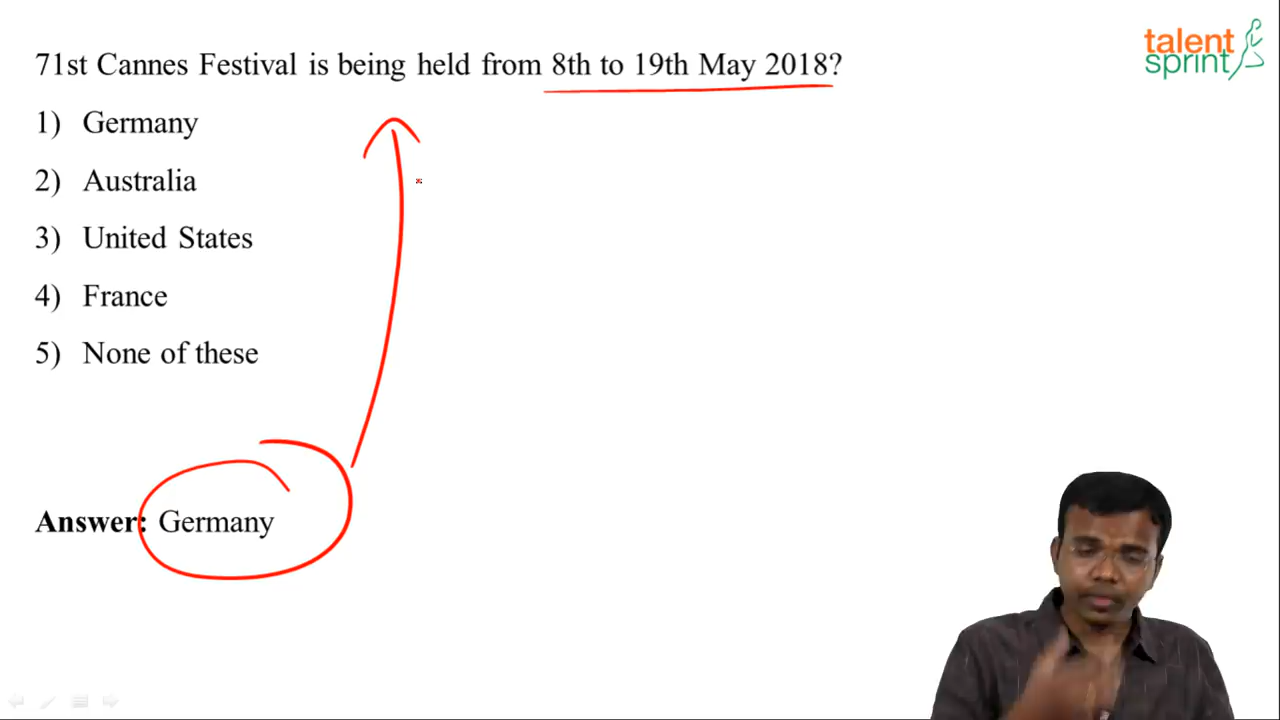 talent
sprint
71st Cannes Festival is being held from 8th to 19th May 2018?
1) Germany
2) Australia
3) United States
4) France
5) None of these
Answer: Germany